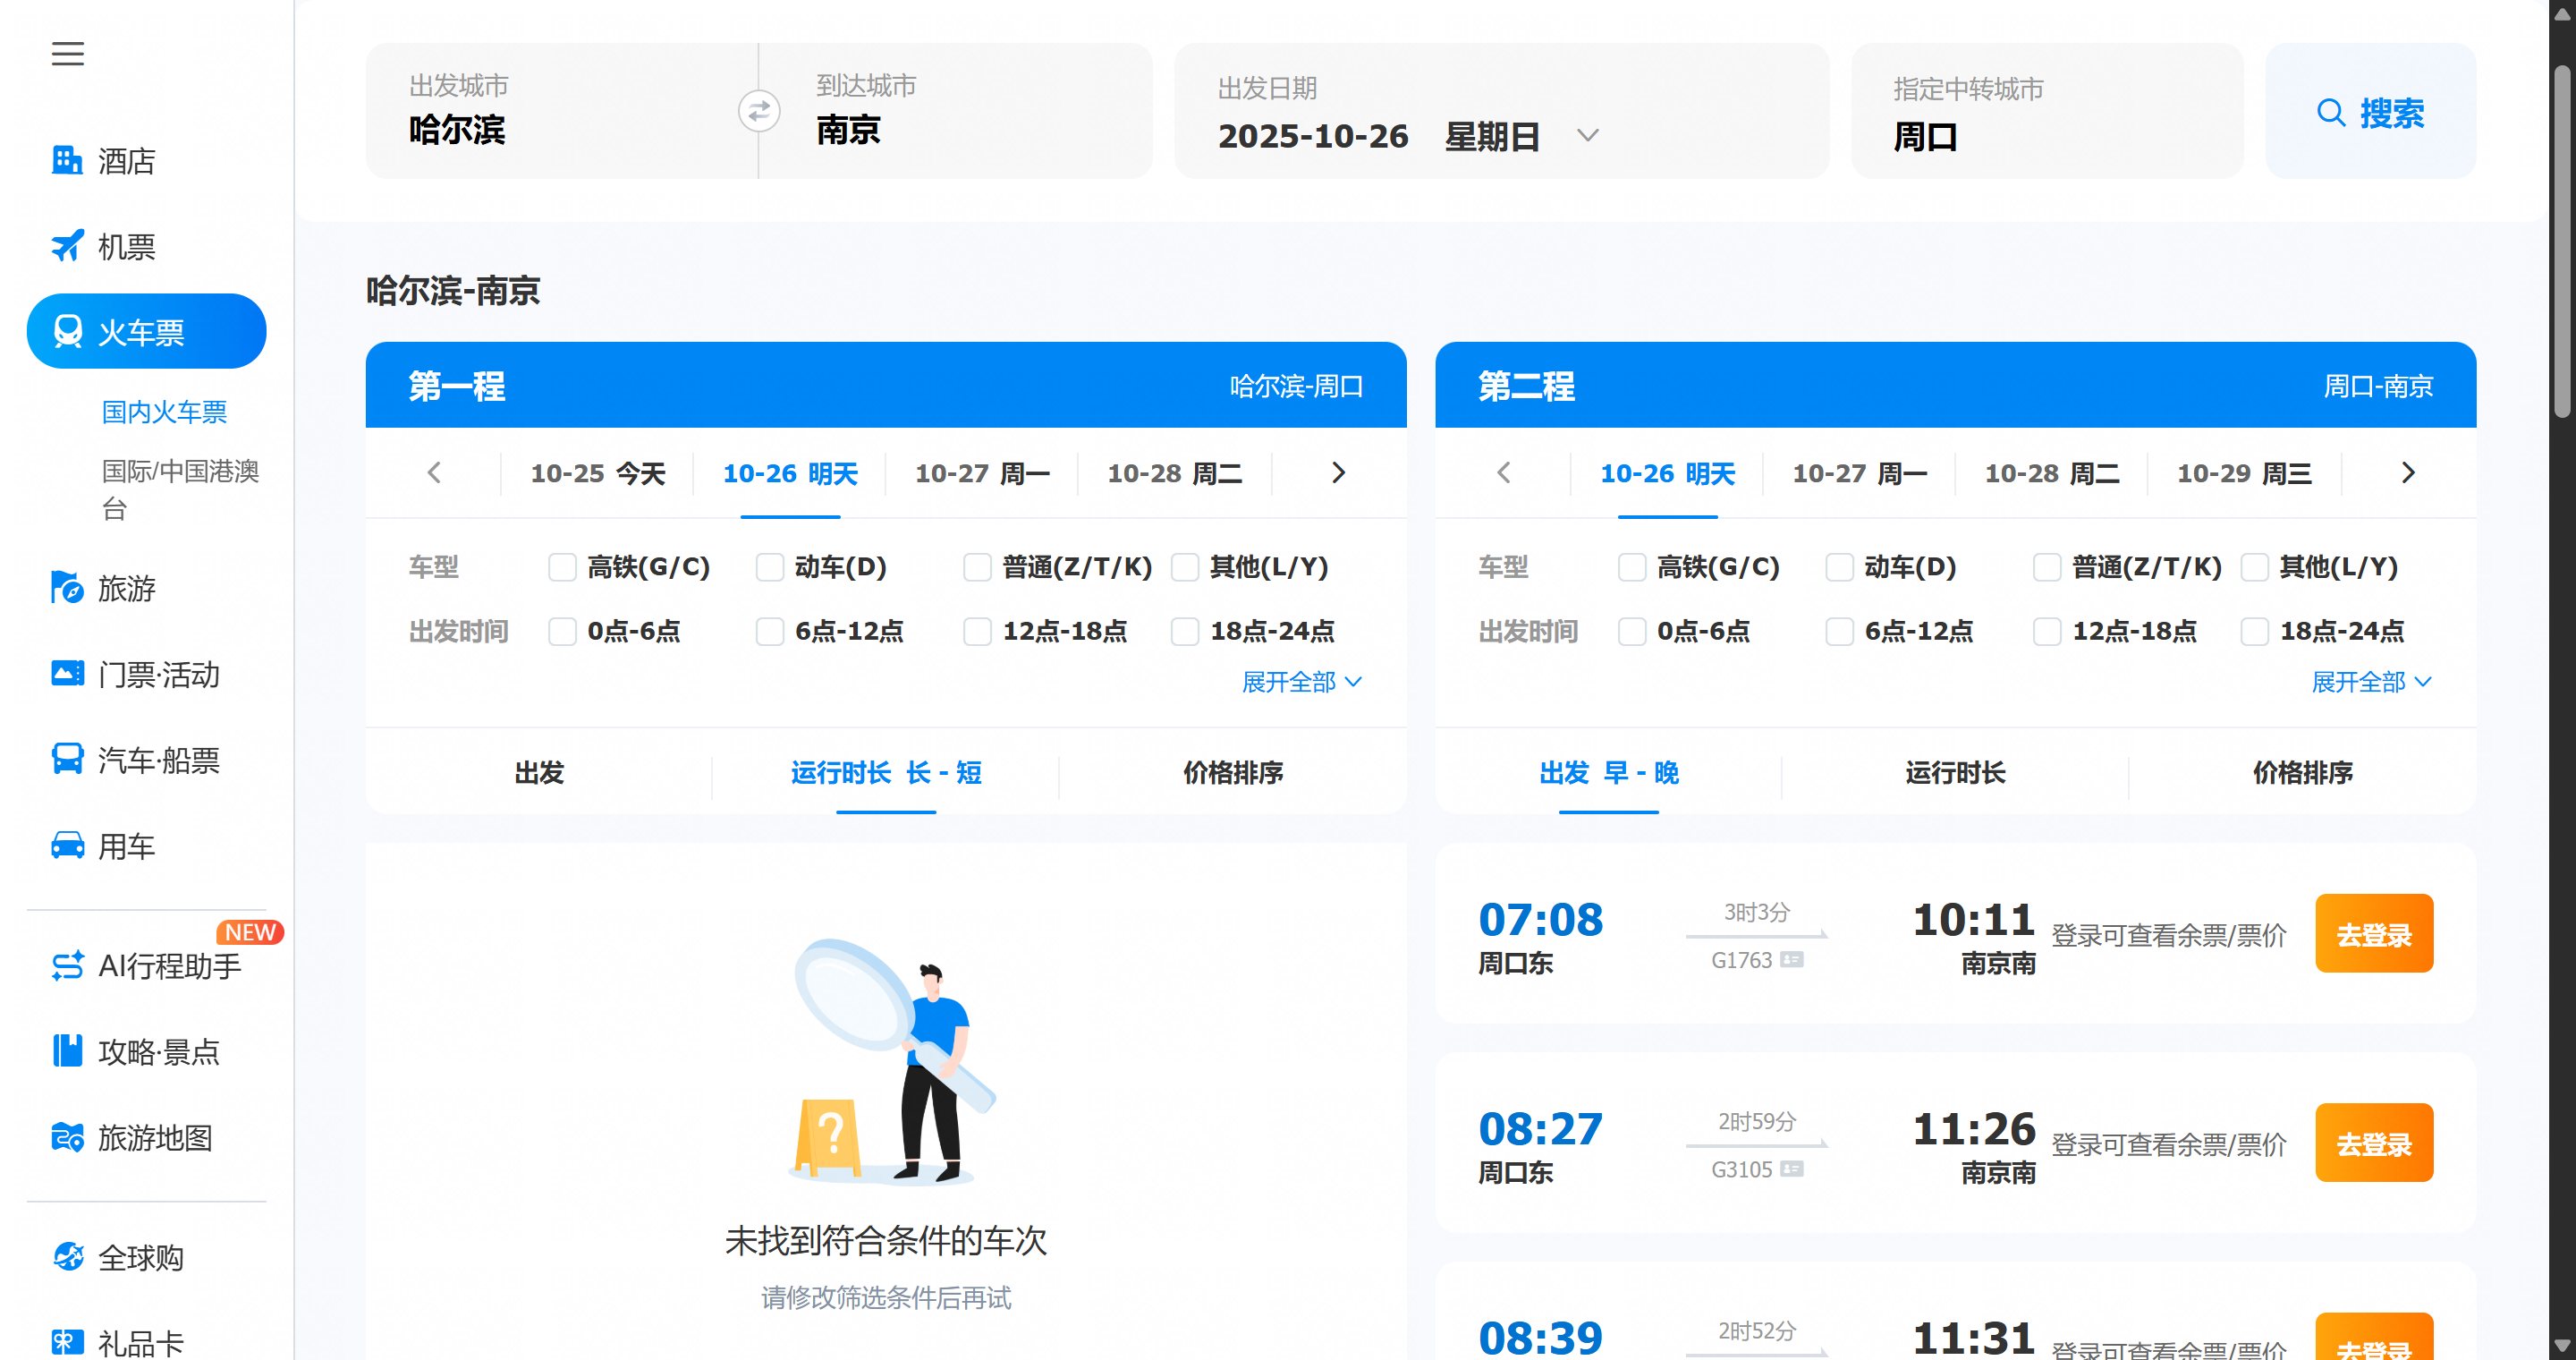 酒店
机票
火车票
国内火车票
国际/中国港澳
台
旅游
门票·活动
汽车·船票
用车
NEW
AI行程助手
攻略·景点
旅游地图
全球购
礼品卡
出发城市
哈尔滨
到达城市
南京
出发日期
2025-10-26 星期日
指定中转城市
周口
搜索
哈尔滨-南京
第一程 哈尔滨-周口
10-25 今天 10-26 明天 10-27 周一 10-28 周二
车型 高铁(G/C) 动车(D) 普通(Z/T/K) 其他(L/Y)
出发时间 0点-6点 6点-12点 12点-18点 18点-24点
展开全部
出发 运行时长 长 - 短 价格排序
?
未找到符合条件的车次
请修改筛选条件后再试
第二程 周口-南京
10-26 明天 10-27 周一 10-28 周二 10-29 周三
车型 高铁(G/C) 动车(D) 普通(Z/T/K) 其他(L/Y)
出发时间 0点-6点 6点-12点 12点-18点 18点-24点
展开全部
出发 早 - 晚 运行时长 价格排序
07:08 3时3分 10:11 登录可查看余票/票价 去登录
周口东 G1763 南京南
08:27 2时59分 11:26 登录可查看余票/票价 去登录
周口东 G3105 南京南
08:39 2时52分 11:31 登录可查看余票/票价 去登录